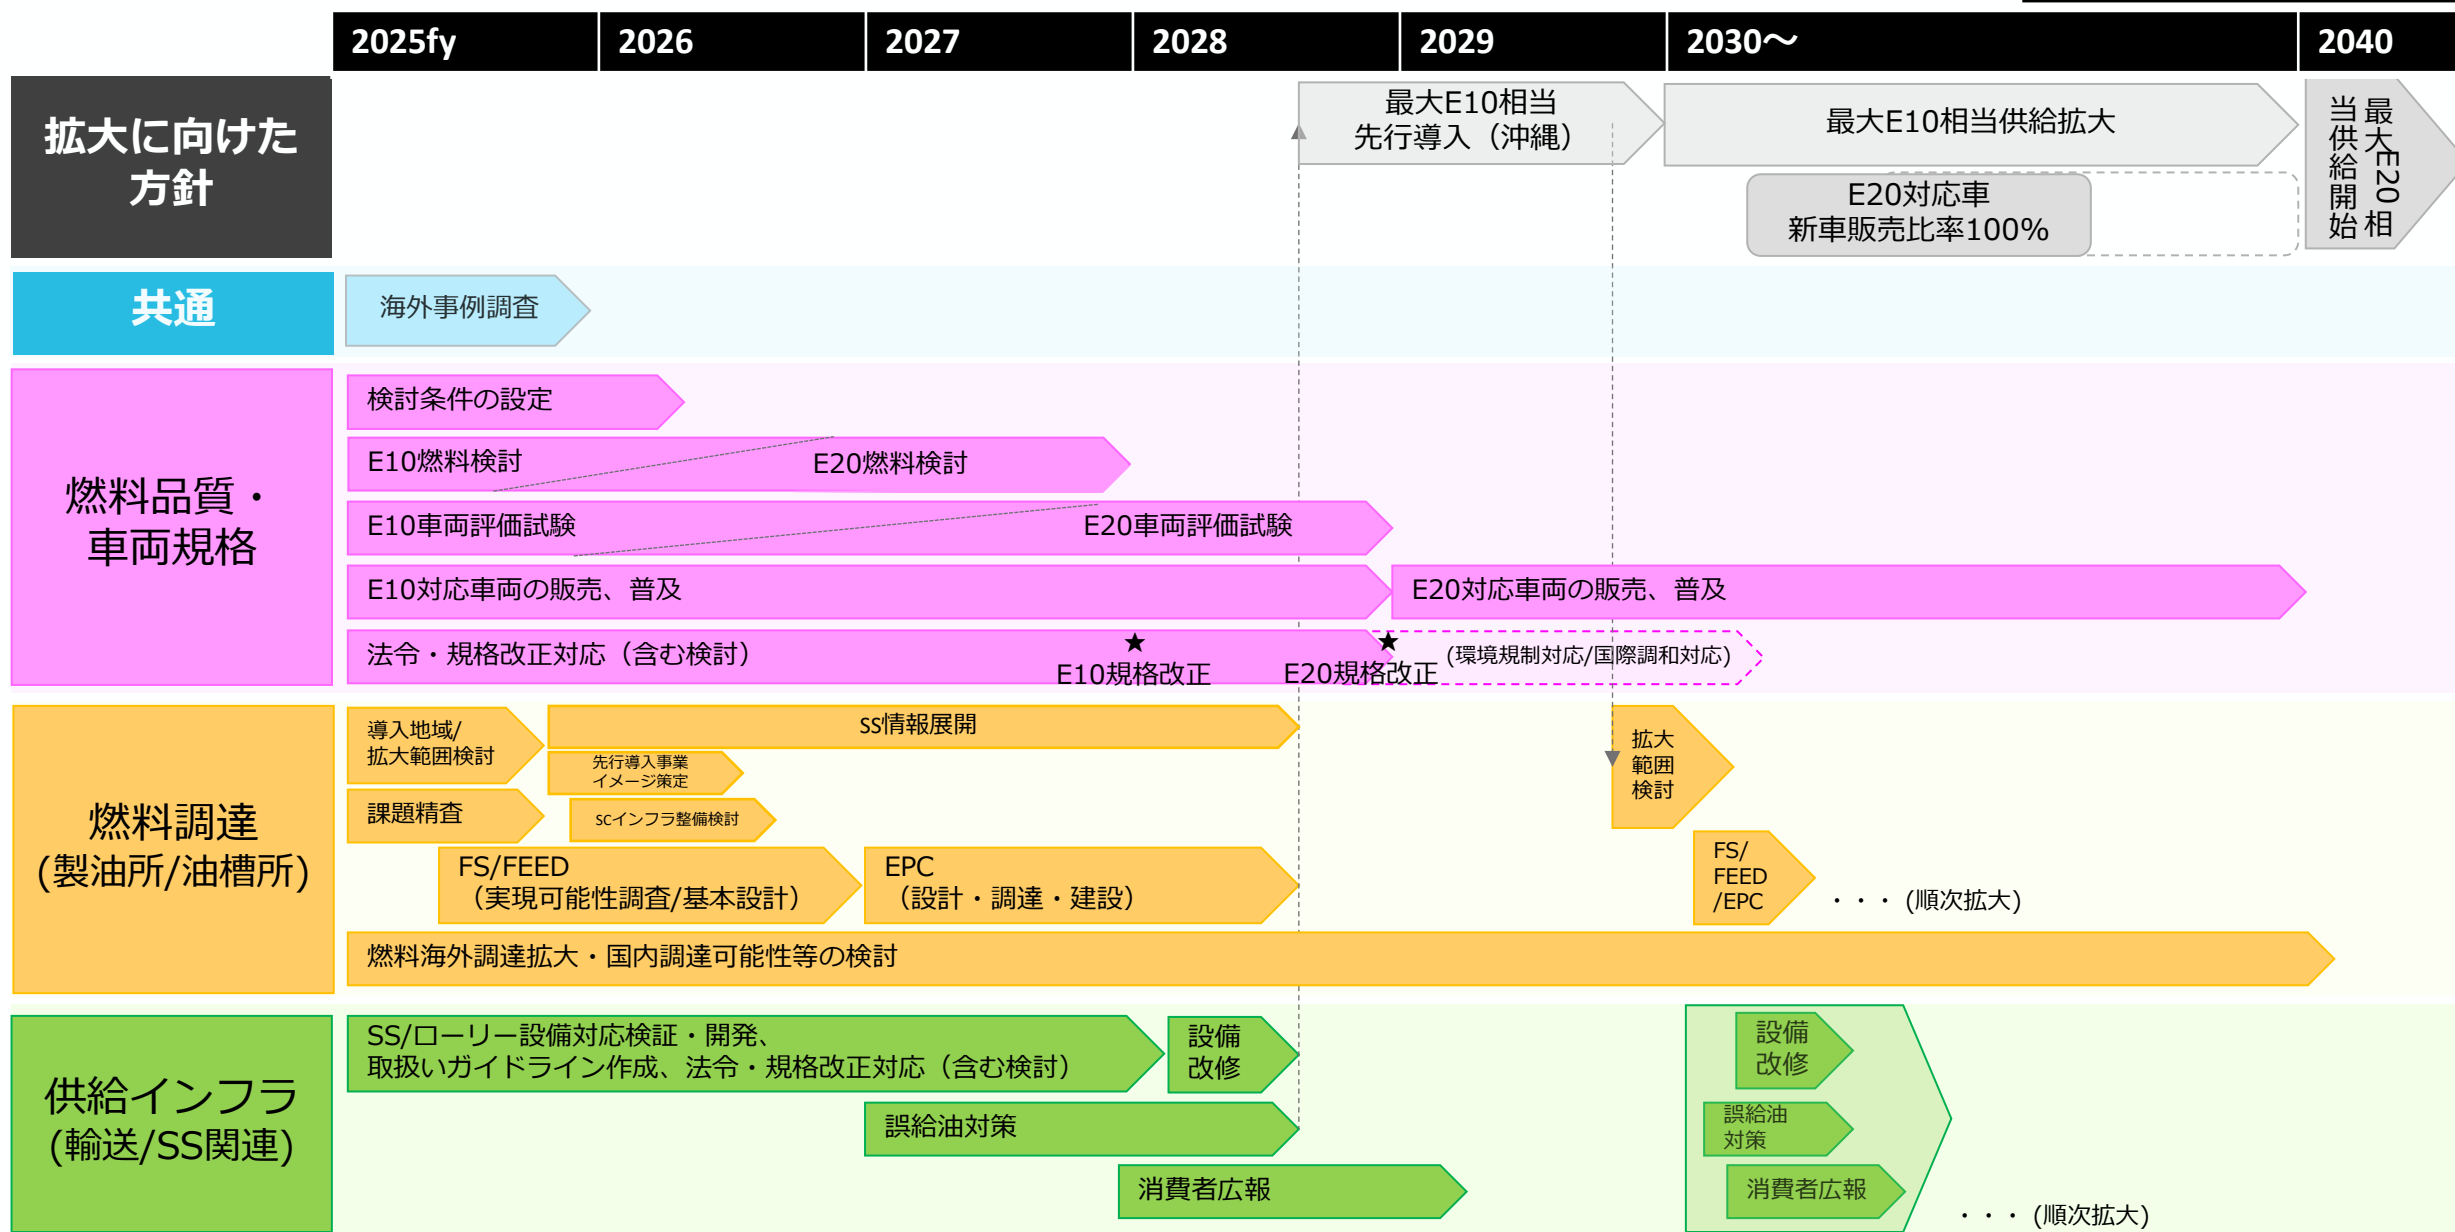 2025fy
2026
2027
2028
2029
2030～
2040
拡大に向けた
方針
最大E10相当
先行導入（沖縄）
最大E10相当供給拡大
E20対応車
新車販売比率100%
最大E20相
当供給開始
共通
海外事例調査
燃料品質・
車両規格
検討条件の設定
E10燃料検討
E20燃料検討
E10車両評価試験
E20車両評価試験
E10対応車両の販売、普及
E20対応車両の販売、普及
法令・規格改正対応（含む検討）
★
E10規格改正
★
E20規格改正
(環境規制対応/国際調和対応)
燃料調達
(製油所/油槽所)
導入地域/
拡大範囲検討
SS情報展開
先行導入事業
イメージ策定
課題精査
SCインフラ整備検討
拡大
範囲
検討
FS/FEED
（実現可能性調査/基本設計）
EPC
（設計・調達・建設）
FS/
FEED
/EPC
・・・ (順次拡大)
燃料海外調達拡大・国内調達可能性等の検討
供給インフラ
(輸送/SS関連)
SS/ローリー設備対応検証・開発、
取扱いガイドライン作成、法令・規格改正対応（含む検討）
設備
改修
誤給油対策
消費者広報
設備
改修
誤給油
対策
消費者広報
・・・ (順次拡大)